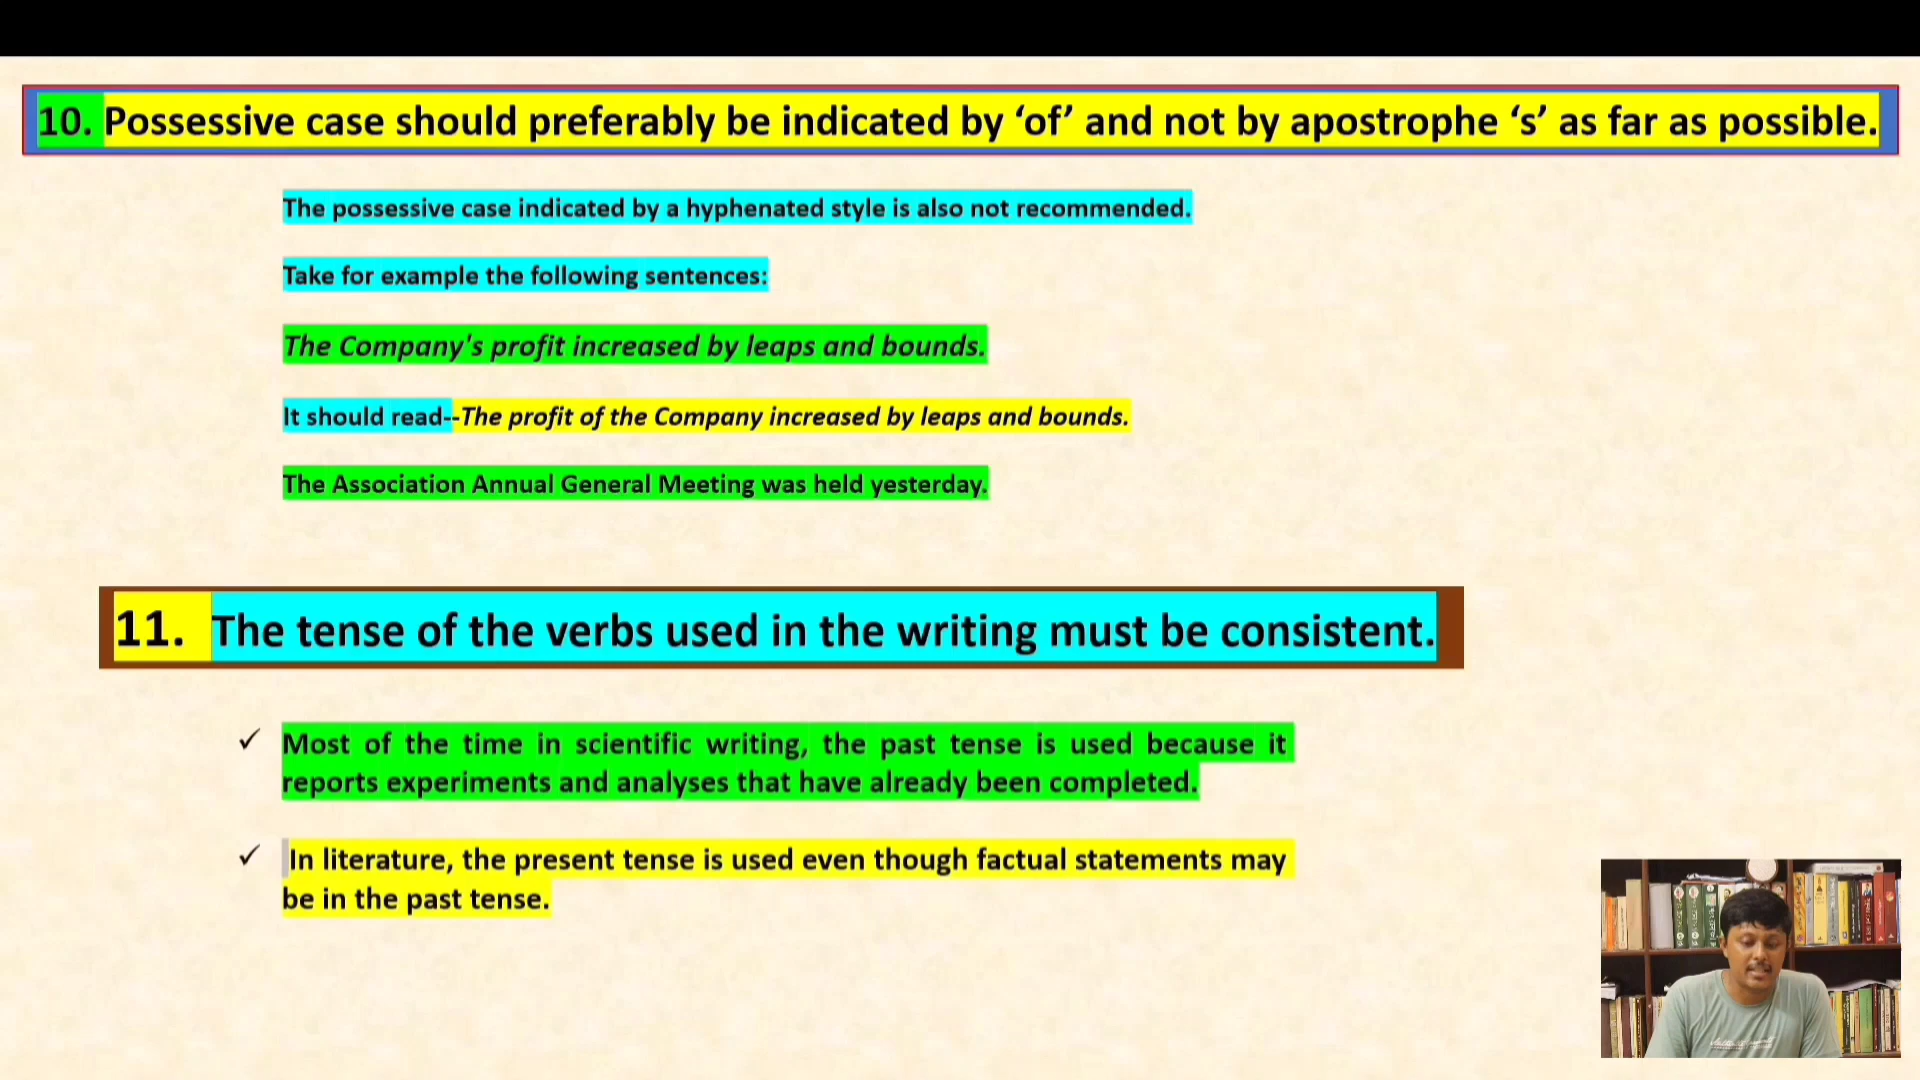 10. Possessive case should preferably be indicated by ‘of’ and not by apostrophe ‘s’ as far as possible.
The possessive case indicated by a hyphenated style is also not recommended.
Take for example the following sentences:
The Company's profit increased by leaps and bounds.
It should read--The profit of the Company increased by leaps and bounds.
The Association Annual General Meeting was held yesterday.
11. The tense of the verbs used in the writing must be consistent.
✓ Most of the time in scientific writing, the past tense is used because it
reports experiments and analyses that have already been completed.
✓ In literature, the present tense is used even though factual statements may
be in the past tense.